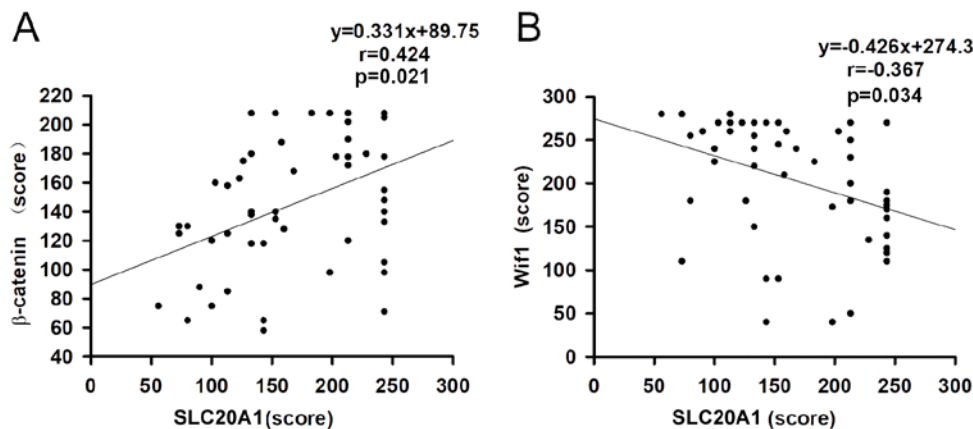 A
y=0.331x+89.75
r=0.424
p=0.021
β-catenin (score)
220
200
180
160
140
120
100
80
60
40
0 50 100 150 200 250 300
SLC20A1(score)
B
y=-0.426x+274.3
r=-0.367
p=0.034
Wif1 (score)
300
250
200
150
100
50
0
0 50 100 150 200 250 300
SLC20A1 (score)